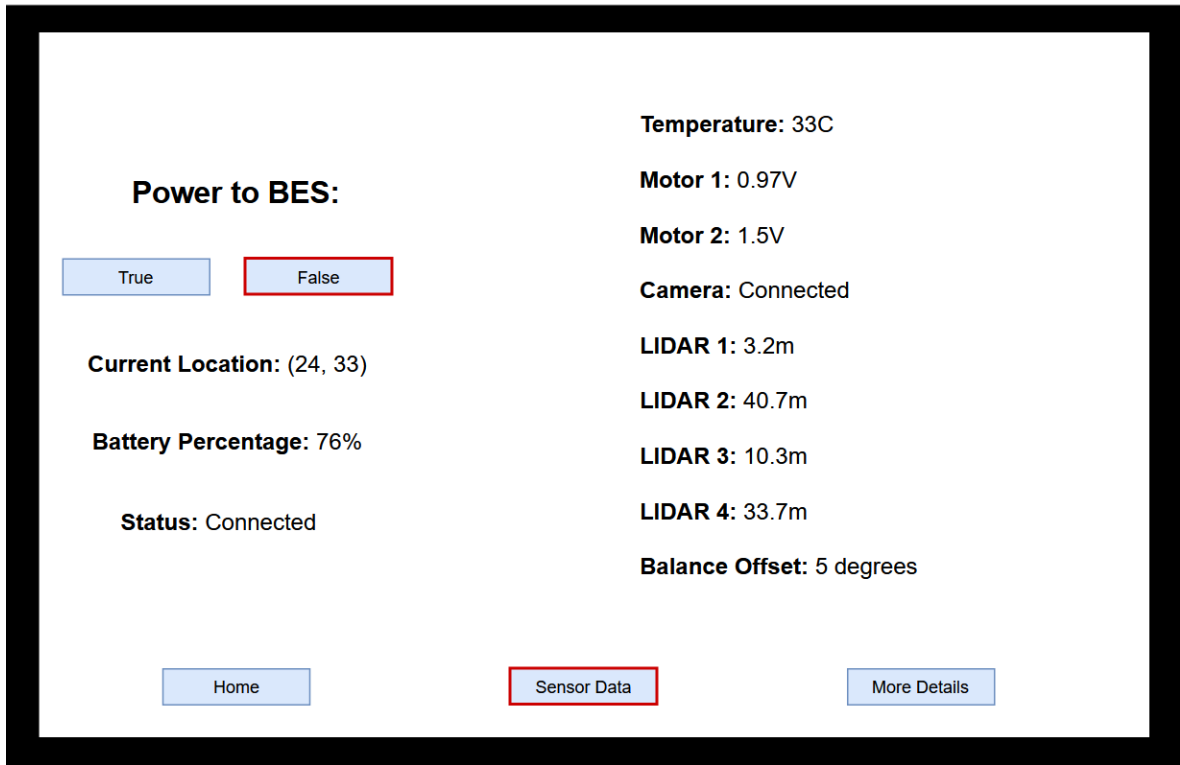 Power to BES:
True
False
Current Location: (24, 33)
Battery Percentage: 76%
Status: Connected
Temperature: 33C
Motor 1: 0.97V
Motor 2: 1.5V
Camera: Connected
LIDAR 1: 3.2m
LIDAR 2: 40.7m
LIDAR 3: 10.3m
LIDAR 4: 33.7m
Balance Offset: 5 degrees
Home
Sensor Data
More Details